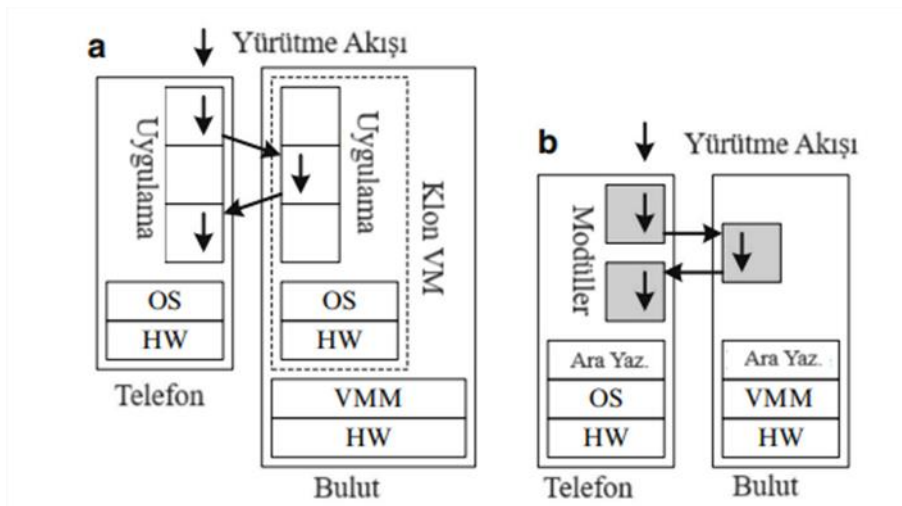 a
Yürütme Akışı
Uygulama
Uygulama
Klon VM
OS
HW
OS
HW
VMM
HW
Telefon
Bulut
b
Yürütme Akışı
Modüller
Ara Yaz.
OS
HW
Ara Yaz.
VMM
HW
Telefon
Bulut